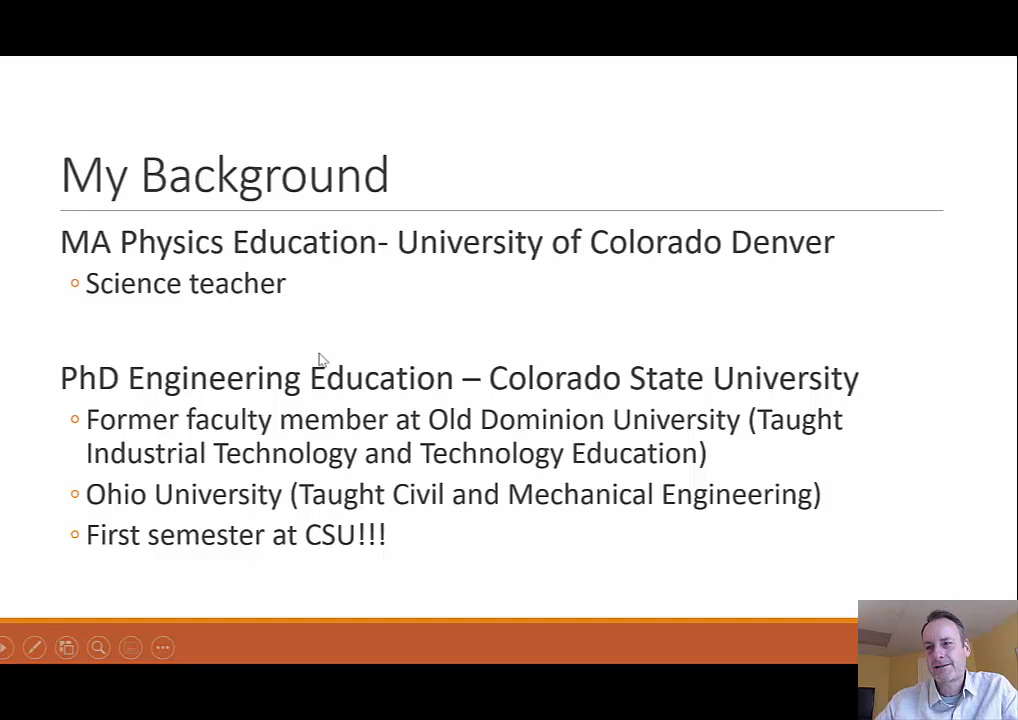 My Background
MA Physics Education- University of Colorado Denver
Science teacher
PhD Engineering Education – Colorado State University
Former faculty member at Old Dominion University (Taught
Industrial Technology and Technology Education)
Ohio University (Taught Civil and Mechanical Engineering)
First semester at CSU!!!